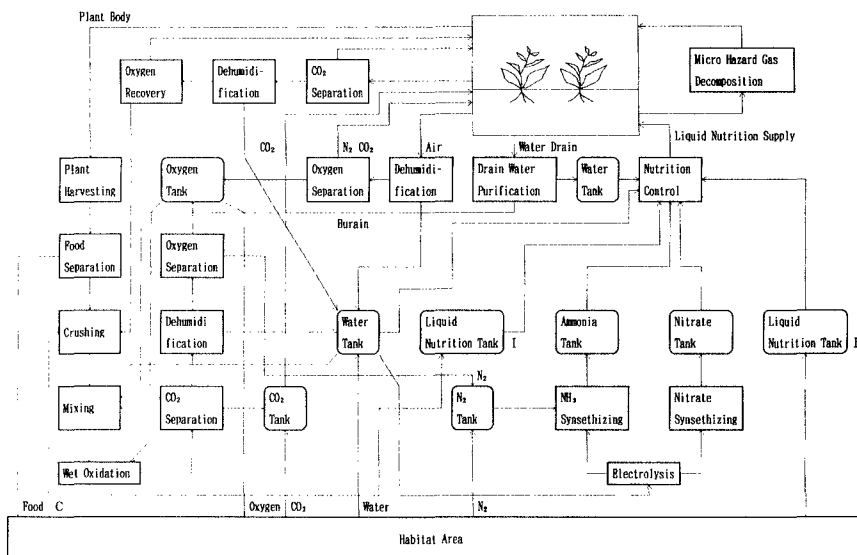 Plant Body
Oxygen
Recovery
Dehumidi-
fication
CO₂
Separation
Micro Hazard Gas
Decomposition
CO₂
N₂ CO₂
Air
Water Drain
Liquid Nutrition Supply
Plant
Harvesting
Oxygen
Tank
Oxygen
Separation
Dehumidi-
fication
Drain Water
Purification
Water
Tank
Nutrition
Control
Burain
Food
Separation
Oxygen
Separation
Crushing
Dehumidi
fication
Water
Tank
Liquid
Nutrition Tank I
Ammonia
Tank
Nitrate
Tank
Liquid
Nutrition Tank
Mixing
CO₂
Separation
CO₂
Tank
N₂
N₂
Tank
NH₃
Synsethizing
Nitrate
Synsethizing
Wet Oxidation
Electrolysis
Food C
Oxygen
CO₂
Water
N₂
Habitat Area